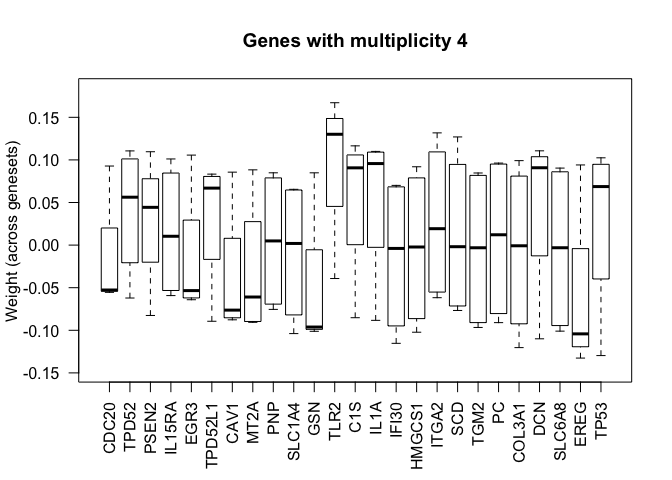 Genes with multiplicity 4
Weight (across genesets)
0.15
0.10
0.05
0.00
-0.05
-0.10
-0.15
CDC20
TPD52
PSEN2
IL15RA
EGR3
TPD52L1
CAV1
MT2A
PNP
SLC1A4
GSN
TLR2
C1S
IL1A
IFI30
HMGCS1
ITGA2
SCD
TGM2
PC
COL3A1
DCN
SLC6A8
EREG
TP53